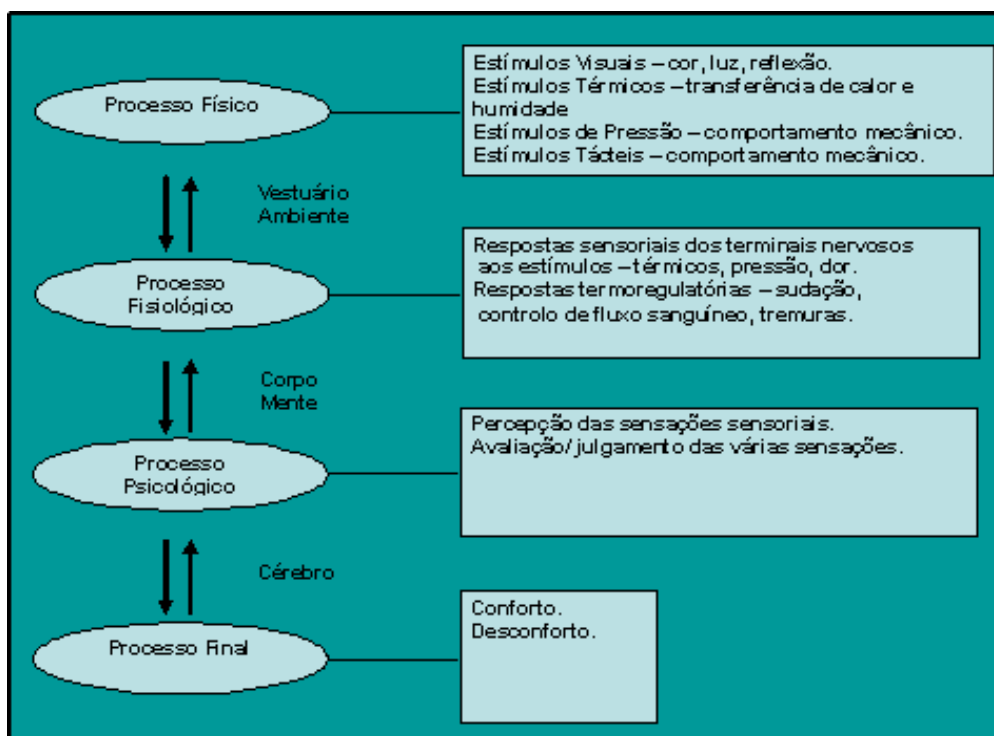 Processo Físico
Estímulos Visuais – cor, luz, reflexão.
Estímulos Térmicos – transferência de calor e
humidade
Estímulos de Pressão – comportamento mecânico.
Estímulos Tácteis – comportamento mecânico.
Vestuário
Ambiente
Processo
Fisiológico
Respostas sensoriais dos terminais nervosos
aos estímulos – térmicos, pressão, dor.
Respostas termoregulatórias – sudação,
controlo de fluxo sanguíneo, tremuras.
Corpo
Mente
Processo
Psicológico
Percepção das sensações sensoriais.
Avaliação/julgamento das várias sensações.
Cérebro
Processo Final
Conforto.
Desconforto.